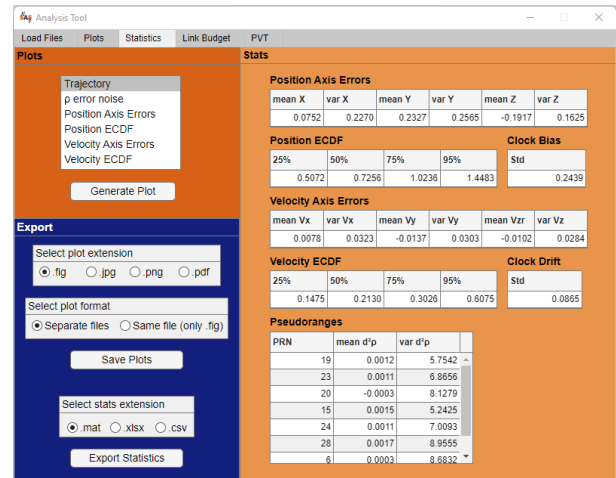 Analysis Tool
Load Files Plots Statistics Link Budget PVT
Plots
Trajectory
ρ error noise
Position Axis Errors
Position ECDF
Velocity Axis Errors
Velocity ECDF
Generate Plot
Export
Select plot extension
.fig .jpg .png .pdf
Select plot format
Separate files Same file (only .fig)
Save Plots
Select stats extension
.mat .xlsx .csv
Export Statistics
Stats
Position Axis Errors
mean X var X mean Y var Y mean Z var Z
0.0752 0.2270 0.2327 0.2565 -0.1917 0.1625
Position ECDF Clock Bias
25% 50% 75% 95% Std
0.5072 0.7256 1.0236 1.4483 0.2439
Velocity Axis Errors
mean Vx var Vx mean Vy var Vy mean Vzr var Vz
0.0078 0.0323 -0.0137 0.0303 -0.0102 0.0284
Velocity ECDF Clock Drift
25% 50% 75% 95% Std
0.1475 0.2130 0.3026 0.6075 0.0865
Pseudoranges
PRN mean d²ρ var d²ρ
19 0.0012 5.7542
23 0.0011 6.8656
20 -0.0003 8.1279
15 0.0015 5.2425
24 0.0011 7.0093
28 0.0017 8.9555
6 0.0003 8.6832